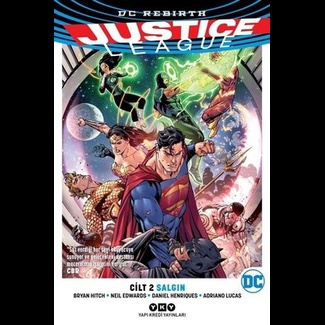 DC REBIRTH
JUSTICE
LEAGUE
CBR
CİLT 2 SALGIN
BRYAN HITCH • NEIL EDWARDS • DANIEL HENRIQUES • ADRIANO LUCAS
YKY
YAPI KREDİ YAYINLARI
DC